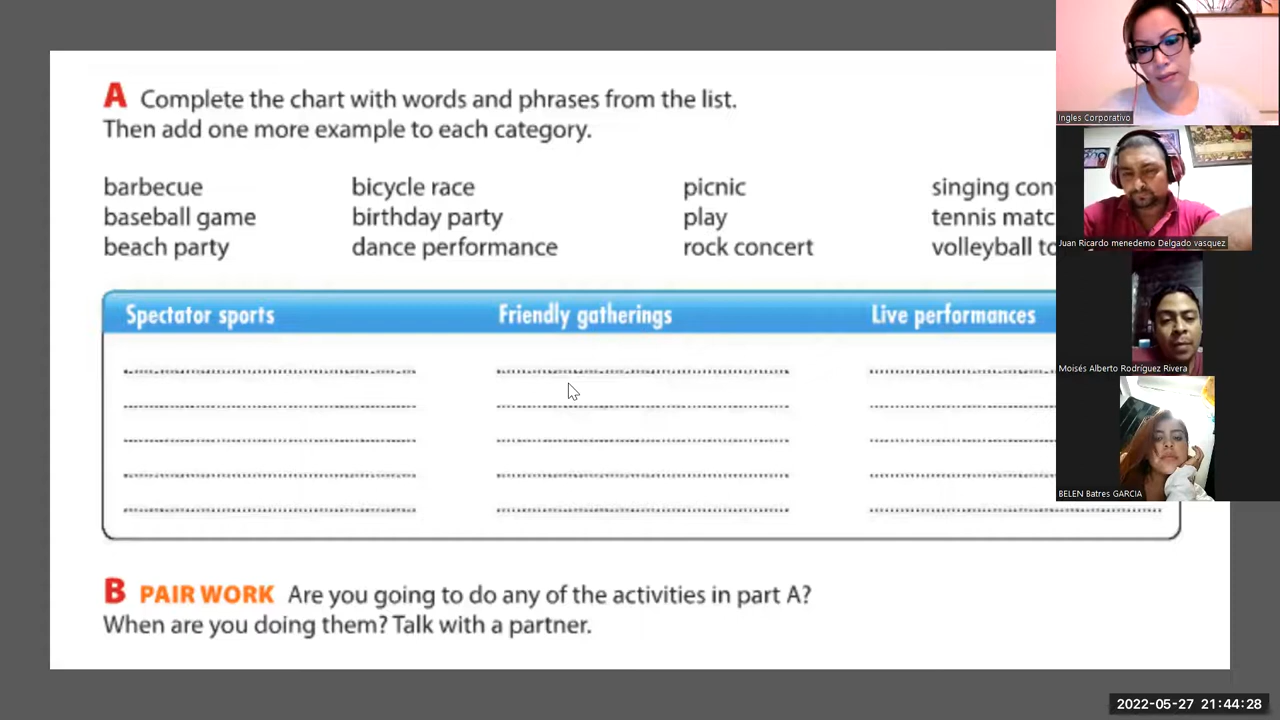 A Complete the chart with words and phrases from the list.
Then add one more example to each category.
barbecue bicycle race picnic singing
baseball game birthday party play tennis
beach party dance performance rock concert volleyball
Spectator sports Friendly gatherings Live performances
B PAIR WORK Are you going to do any of the activities in part A?
When are you doing them? Talk with a partner.
Ingles Corporativo
Juan Ricardo menedemo Delgado vasquez
Moisés Alberto Rodríguez Rivera
BELEN Batres GARCIA
2022-05-27 21:44:28